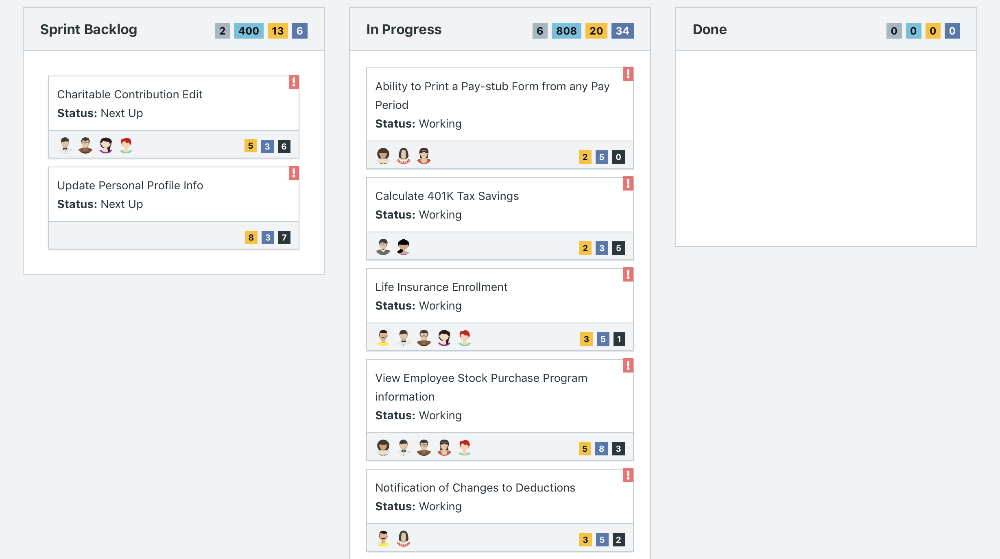 Sprint Backlog 2 400 13 6
!
Charitable Contribution Edit
Status: Next Up
5 3 6
!
Update Personal Profile Info
Status: Next Up
8 3 7
In Progress 6 808 20 34
!
Ability to Print a Pay-stub Form from any Pay
Period
Status: Working
2 5 0
!
Calculate 401K Tax Savings
Status: Working
2 3 5
!
Life Insurance Enrollment
Status: Working
3 5 1
!
View Employee Stock Purchase Program
information
Status: Working
5 8 3
!
Notification of Changes to Deductions
Status: Working
3 5 2
Done 0 0 0 0